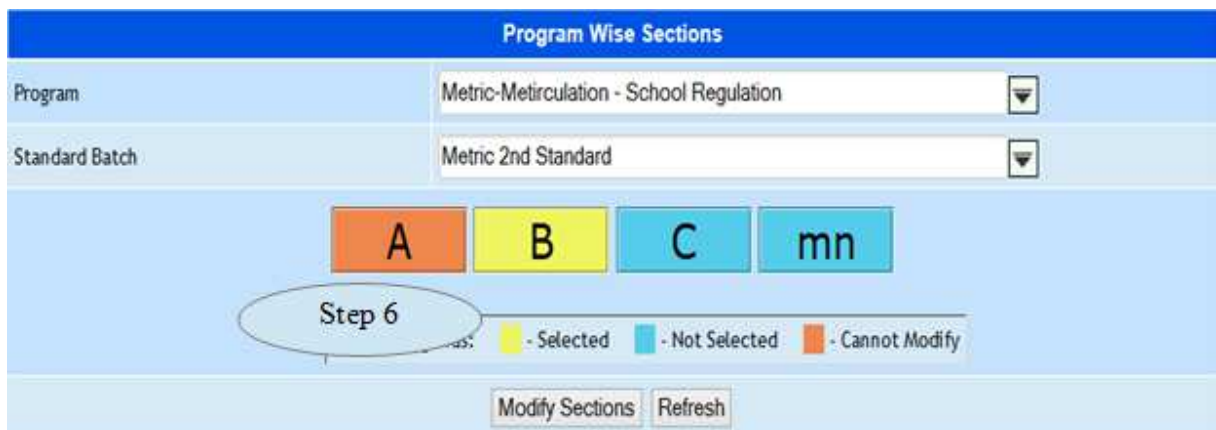 Program Wise Sections
Program Metric-Metirculation - School Regulation
Standard Batch Metric 2nd Standard
A B C mn
Step 6
- Selected - Not Selected - Cannot Modify
Modify Sections Refresh